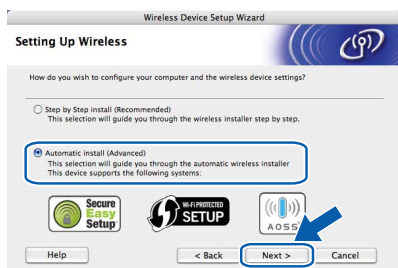 Wireless Device Setup Wizard
Setting Up Wireless
How do you wish to configure your computer and the wireless device settings?
Step by Step install (Recommended)
This selection will guide you through the wireless installer step by step.
Automatic install (Advanced)
This selection will guide you through the automatic wireless installer
This device supports the following systems:
Secure
Easy
Setup
Wi-Fi PROTECTED
SETUP
AOSS
Help
< Back
Next >
Cancel